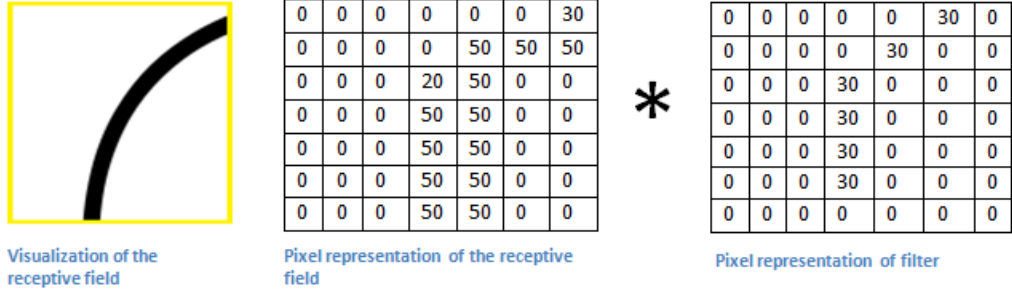 0 0 0 0 0 0 30
0 0 0 0 50 50 50
0 0 0 20 50 0 0
0 0 0 50 50 0 0
0 0 0 50 50 0 0
0 0 0 50 50 0 0
0 0 0 50 50 0 0
*
0 0 0 0 0 30 0
0 0 0 0 30 0 0
0 0 0 30 0 0 0
0 0 0 30 0 0 0
0 0 0 30 0 0 0
0 0 0 30 0 0 0
0 0 0 0 0 0 0
Visualization of the
receptive field
Pixel representation of the receptive
field
Pixel representation of filter